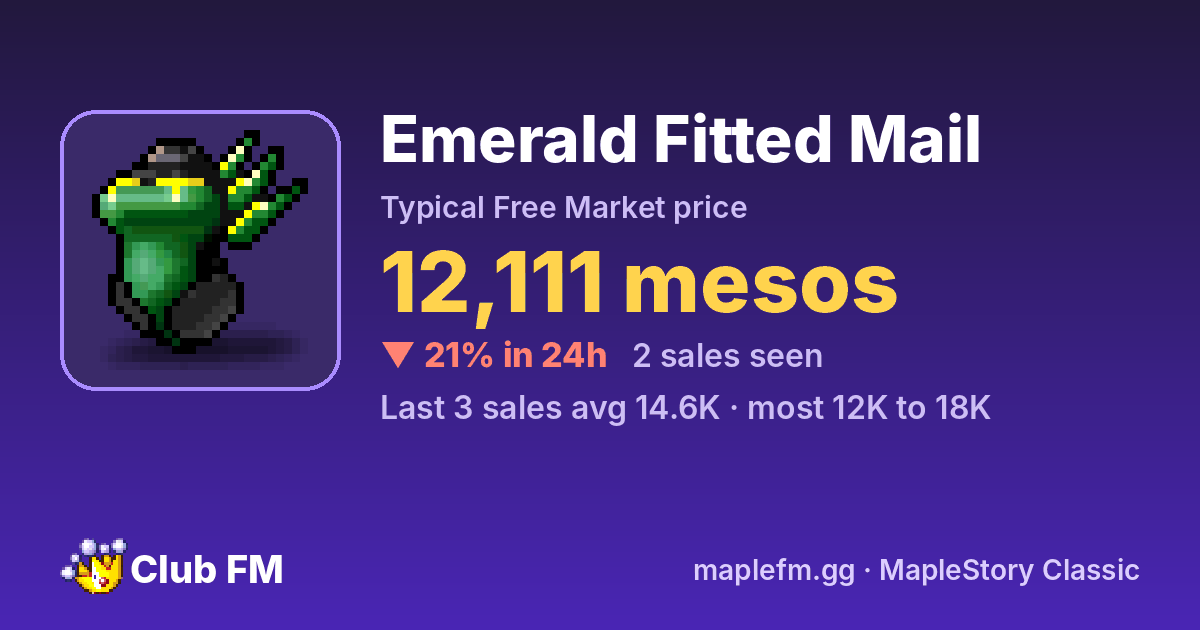 Emerald Fitted Mail
Typical Free Market price
12,111 mesos
▼ 21% in 24h 2 sales seen
Last 3 sales avg 14.6K · most 12K to 18K
Club FM
maplefm.gg · MapleStory Classic